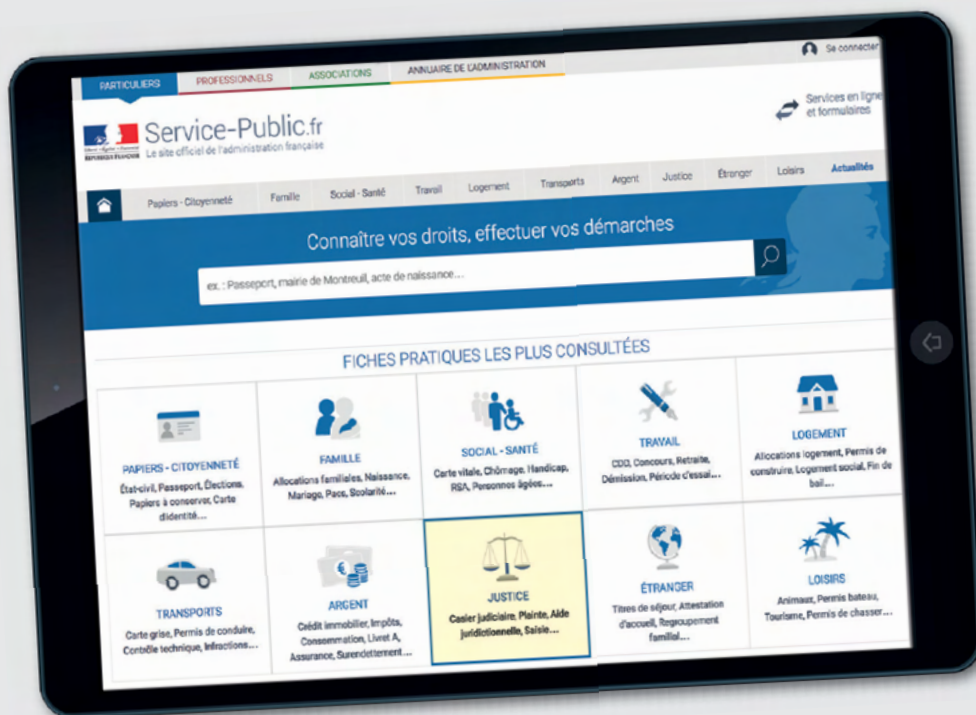 PARTICULIERS PROFESSIONNELS ASSOCIATIONS ANNUAIRE DE L'ADMINISTRATION
Se connecter
Service-Public.fr
Le site officiel de l'administration française
RÉPUBLIQUE FRANÇAISE
Services en ligne
et formulaires
Papiers - Citoyenneté Famille Social - Santé Travail Logement Transports Argent Justice Étranger Loisirs Actualités
Connaître vos droits, effectuer vos démarches
ex. : Passeport, mairie de Montreuil, acte de naissance...
FICHES PRATIQUES LES PLUS CONSULTÉES
PAPIERS - CITOYENNETÉ
État-civil, Passeport, Élections,
Papiers à conserver, Carte
d'identité...
FAMILLE
Allocations familiales, Naissance,
Mariage, Pacs, Scolarité...
SOCIAL - SANTÉ
Carte vitale, Chômage, Handicap,
RSA, Personnes âgées...
TRAVAIL
CDD, Concours, Retraite,
Démission, Période d'essai...
LOGEMENT
Allocations logement, Permis de
construire, Logement social, Fin de
bail...
TRANSPORTS
Carte grise, Permis de conduire,
Contrôle technique, Infractions...
ARGENT
Crédit immobilier, Impôts,
Consommation, Livret A,
Assurance, Surendettement...
JUSTICE
Casier judiciaire, Plainte, Aide
juridictionnelle, Saisie...
ÉTRANGER
Titres de séjour, Attestation
d'accueil, Regroupement
familial...
LOISIRS
Animaux, Permis bateau,
Tourisme, Permis de chasser...